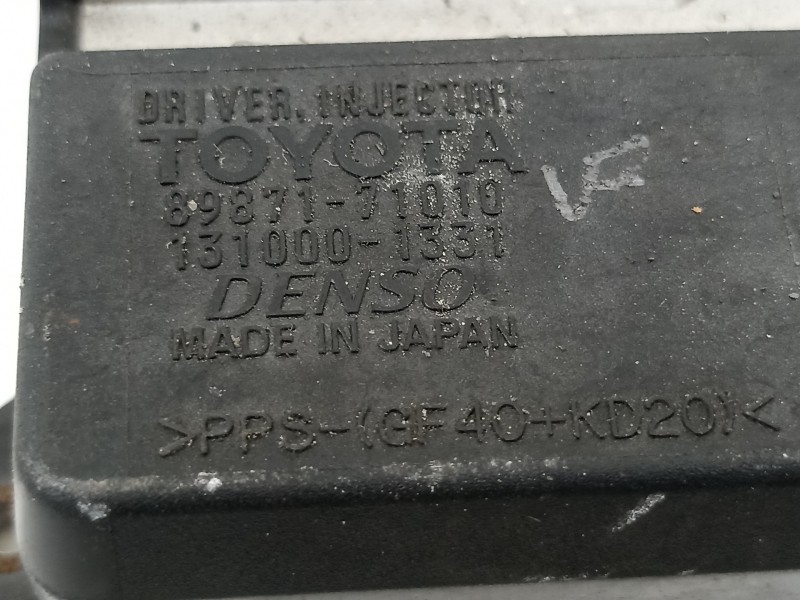 DRIVER, INJECTOR
TOYOTA
89871-71010
131000-1331
DENSO
MADE IN JAPAN
>PPS-(GF40+KD20)<